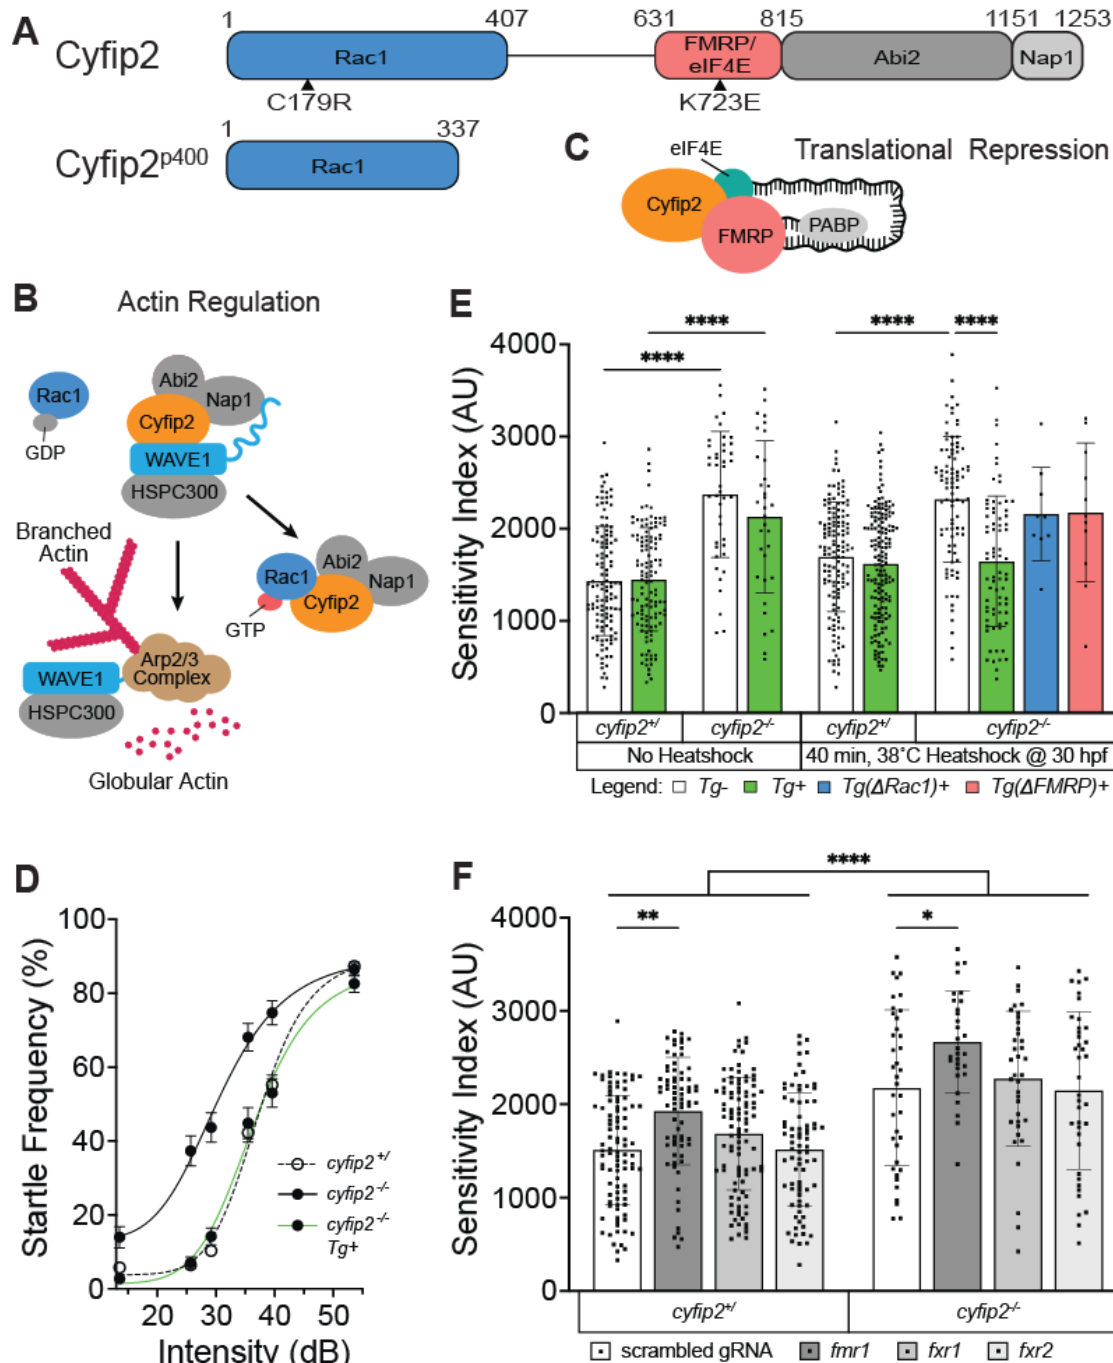 A
1 407 631 815 1151 1253
Cyfip2
Rac1
FMRP/
eIF4E
Abi2
Nap1
C179R
K723E
1 337
Cyfip2p400
Rac1
C
eIF4E
Translational Repression
Cyfip2
FMRP
PABP
B
Actin Regulation
Rac1
GDP
Abi2
Nap1
Cyfip2
WAVE1
HSPC300
Branched
Actin
Rac1
Abi2
Nap1
Cyfip2
GTP
Arp2/3
Complex
WAVE1
HSPC300
Globular Actin
E
**** **** ****
****
Sensitivity Index (AU)
4000
3000
2000
1000
0
cyfip2+/ cyfip2-/- cyfip2+/ cyfip2-/-
No Heatshock 40 min, 38˚C Heatshock @ 30 hpf
Legend: Tg- Tg+ Tg(ΔRac1)+ Tg(ΔFMRP)+
D
Startle Frequency (%)
100
80
60
40
20
0
20 30 40 50
Intensity (dB)
cyfip2+/
cyfip2-/-
cyfip2-/-
Tg+
F
****
** *
Sensitivity Index (AU)
4000
3000
2000
1000
0
cyfip2+/ cyfip2-/-
scrambled gRNA fmr1 fxr1 fxr2